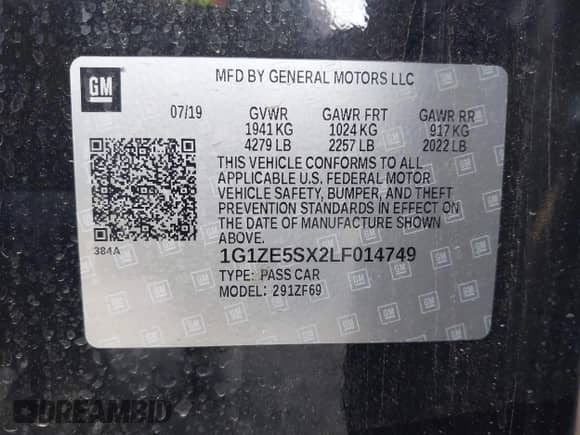 GM
MFD BY GENERAL MOTORS LLC
07/19 GVWR GAWR FRT GAWR RR
1941 KG 1024 KG 917 KG
4279 LB 2257 LB 2022 LB
THIS VEHICLE CONFORMS TO ALL
APPLICABLE U.S. FEDERAL MOTOR
VEHICLE SAFETY, BUMPER, AND THEFT
PREVENTION STANDARDS IN EFFECT ON
THE DATE OF MANUFACTURE SHOWN
ABOVE.
384A
1G1ZE5SX2LF014749
TYPE: PASS CAR
MODEL: 291ZF69
DREAMBID